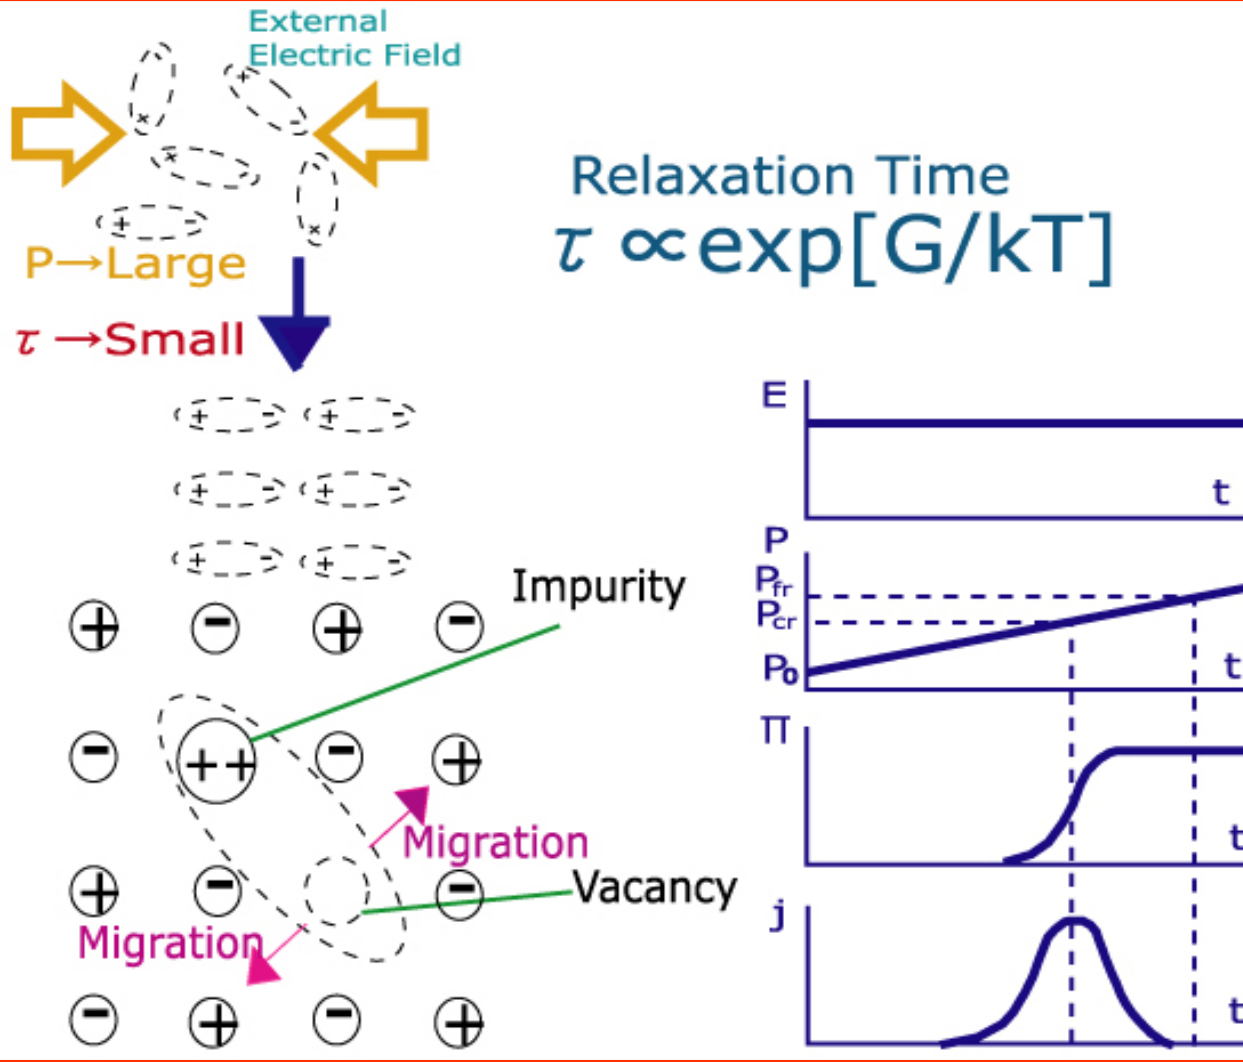 External
Electric Field
P→Large
τ →Small
Relaxation Time
τ ∝exp[G/kT]
+ - + -
+ - + -
+ - + -
Impurity
+ - + -
- ++ - +
Migration
+ - -
Vacancy
Migration
- + - +
E
t
P
Pfr
Pcr
P0
t
Π
t
j
t